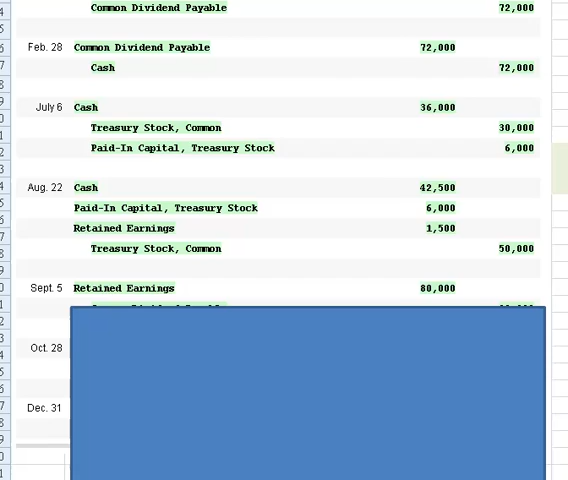 Common Dividend Payable 72,000
Feb. 28 Common Dividend Payable 72,000
Cash 72,000
July 6 Cash 36,000
Treasury Stock, Common 30,000
Paid-In Capital, Treasury Stock 6,000
Aug. 22 Cash 42,500
Paid-In Capital, Treasury Stock 6,000
Retained Earnings 1,500
Treasury Stock, Common 50,000
Sept. 5 Retained Earnings 80,000
Oct. 28
Dec. 31